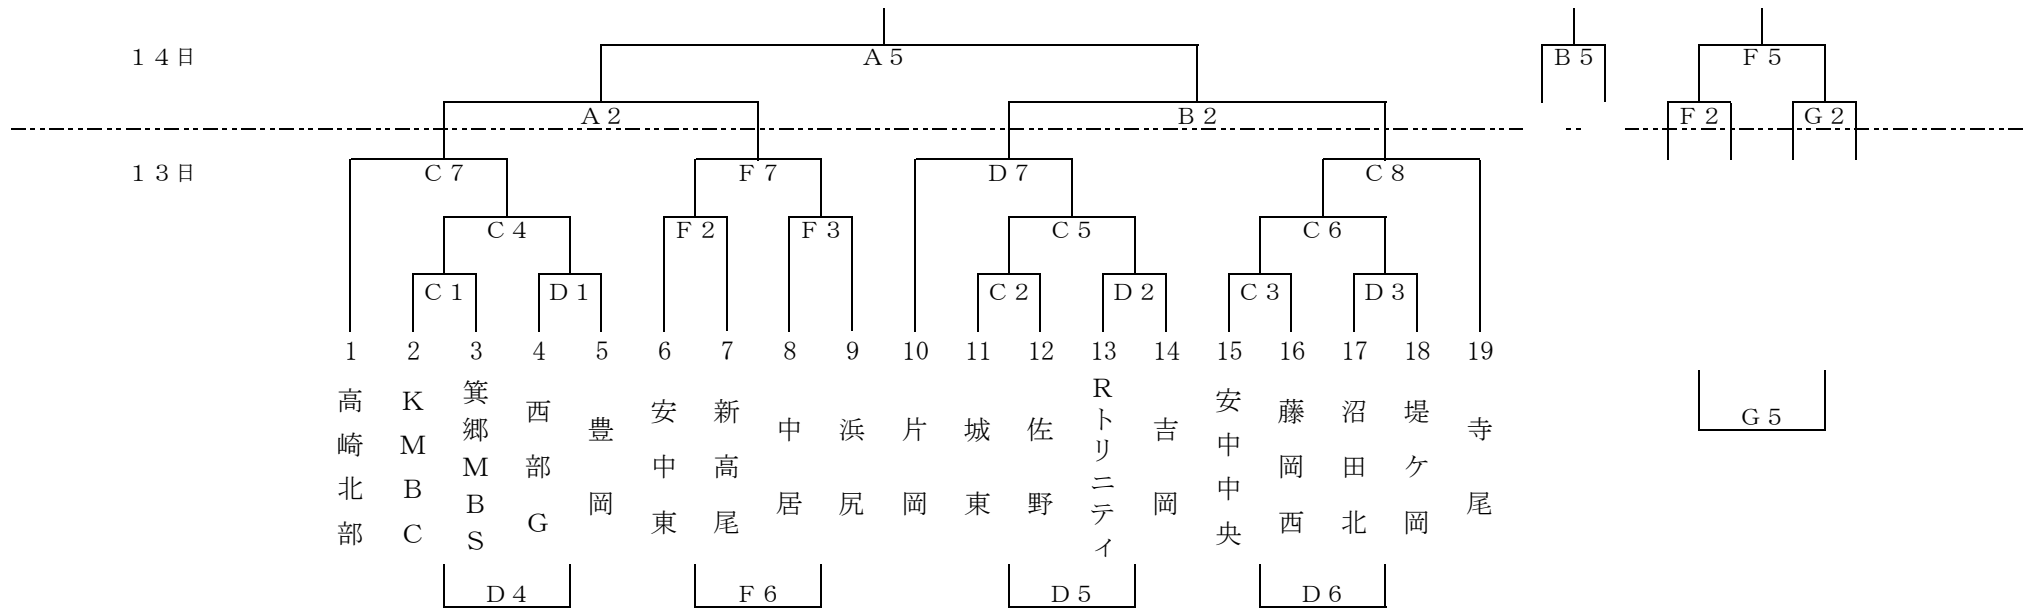 １４日
Ａ５
Ｂ５
Ｆ５
Ａ２
Ｂ２
Ｆ２
Ｇ２
１３日
Ｃ７
Ｆ７
Ｄ７
Ｃ８
Ｃ４
Ｆ２
Ｆ３
Ｃ５
Ｃ６
Ｃ１
Ｄ１
Ｃ２
Ｄ２
Ｃ３
Ｄ３
1 2 3 4 5 6 7 8 9 10 11 12 13 14 15 16 17 18 19
高崎北部
ＫＭＢＣ
箕郷ＭＢＳ
西部Ｇ
豊岡
安中東
新高尾
中居
浜尻
片岡
城東
佐野
Ｒトリニティ
吉岡
安中中央
藤岡西
沼田北
堤ケ岡
寺尾
Ｇ５
Ｄ４
Ｆ６
Ｄ５
Ｄ６